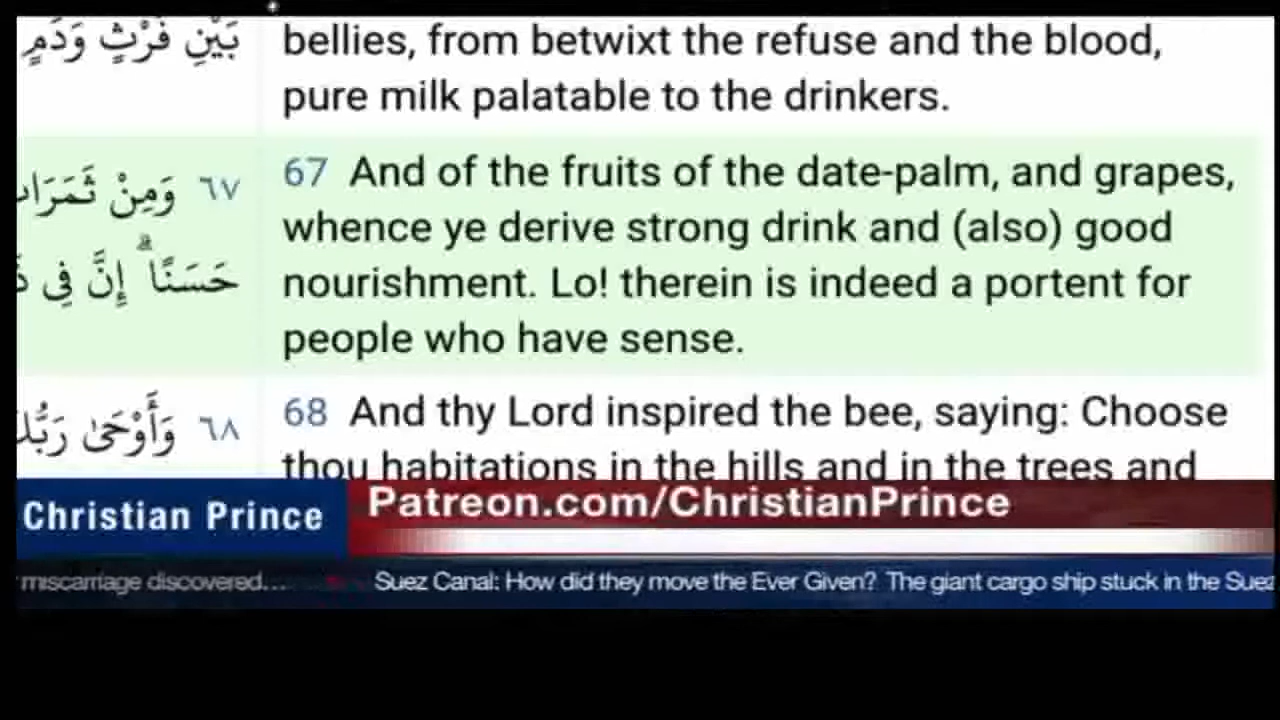 بَيْنِ فَرْثٍ وَدَمٍ
bellies, from betwixt the refuse and the blood,
pure milk palatable to the drinkers.
٦٧ وَمِنْ
حَسَنًا ۗ إِنَّ فِى
67 And of the fruits of the date-palm, and grapes,
whence ye derive strong drink and (also) good
nourishment. Lo! therein is indeed a portent for
people who have sense.
٦٨ وَأَوْحَىٰ
68 And thy Lord inspired the bee, saying: Choose
thou habitations in the hills and in the trees and
Christian Prince
Patreon.com/ChristianPrince
miscarriage discovered... Suez Canal: How did they move the Ever Given? The giant cargo ship stuck in the Suez